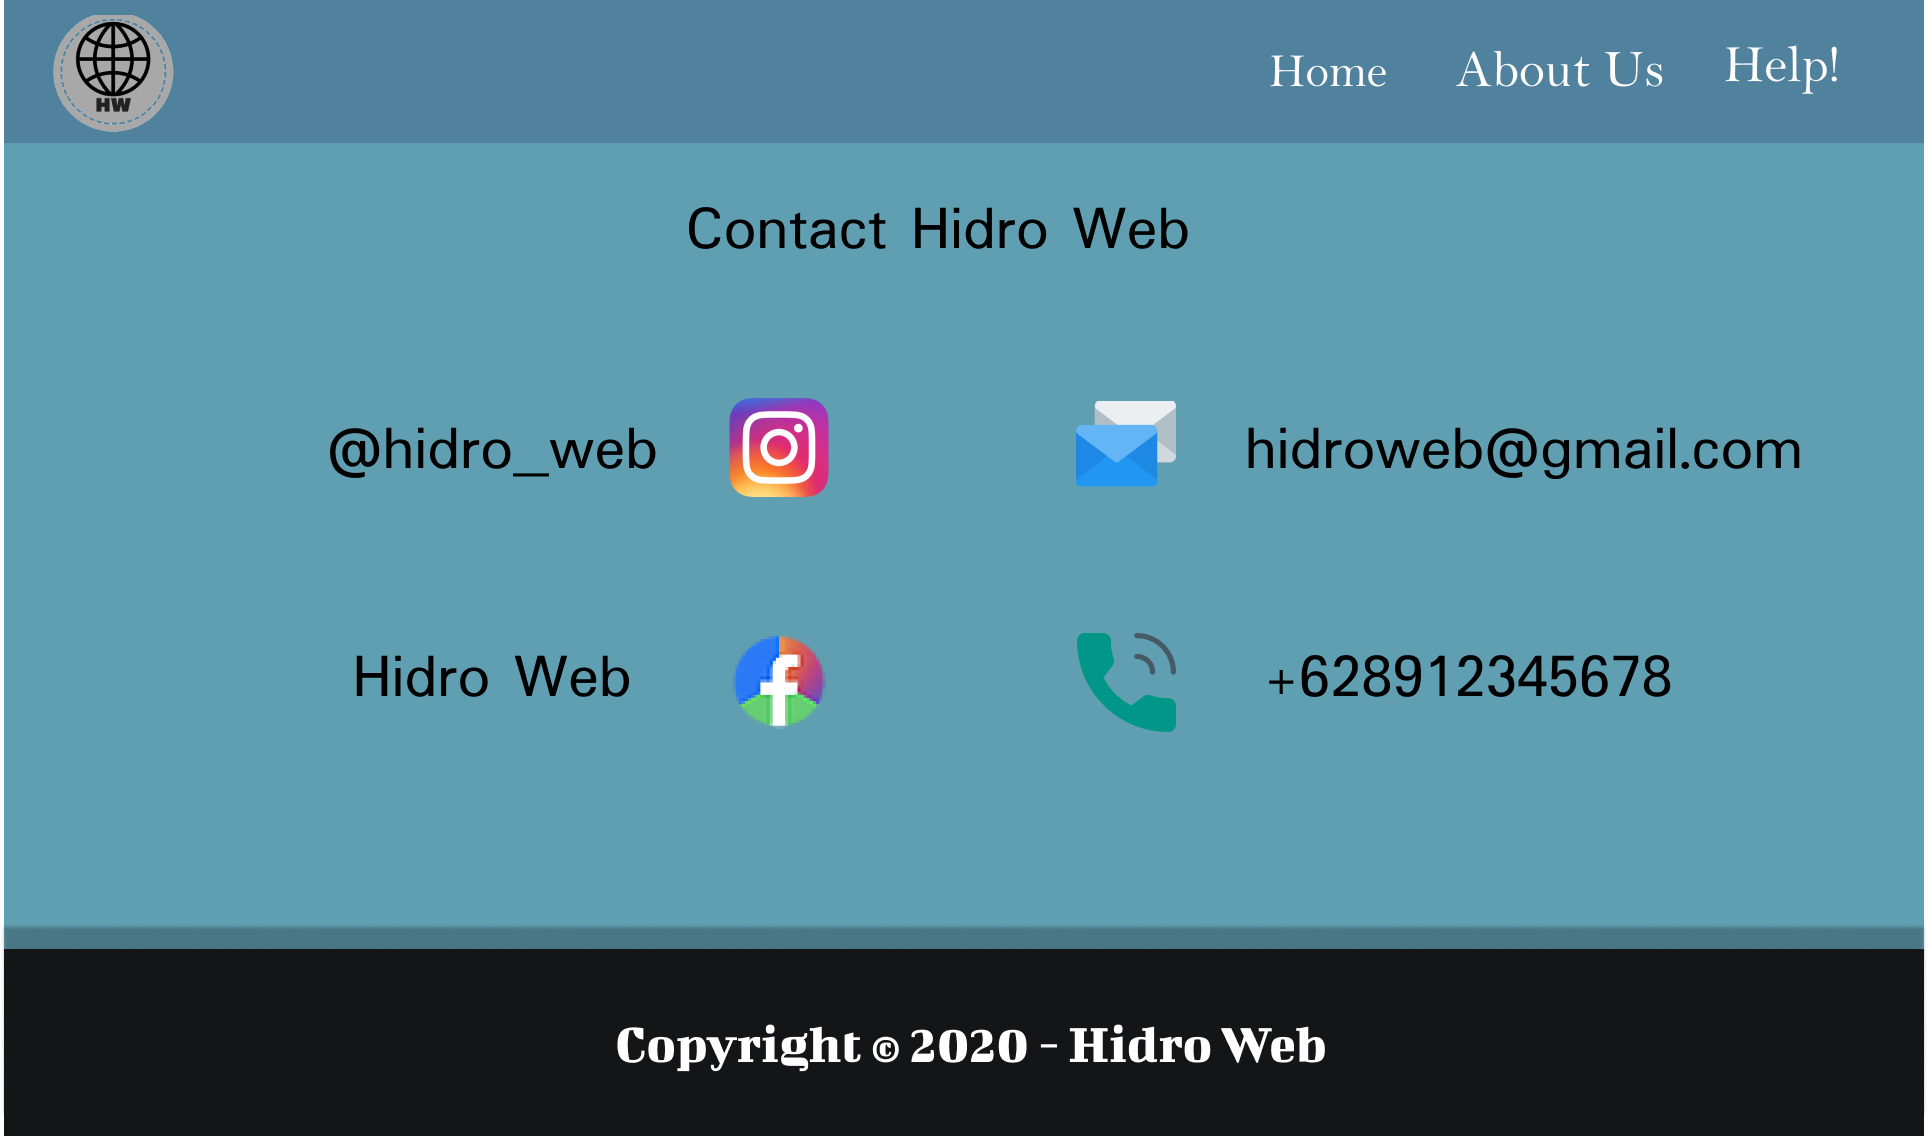 HW
Home About Us Help!
Contact Hidro Web
@hidro_web hidroweb@gmail.com
Hidro Web +628912345678
Copyright © 2020 - Hidro Web